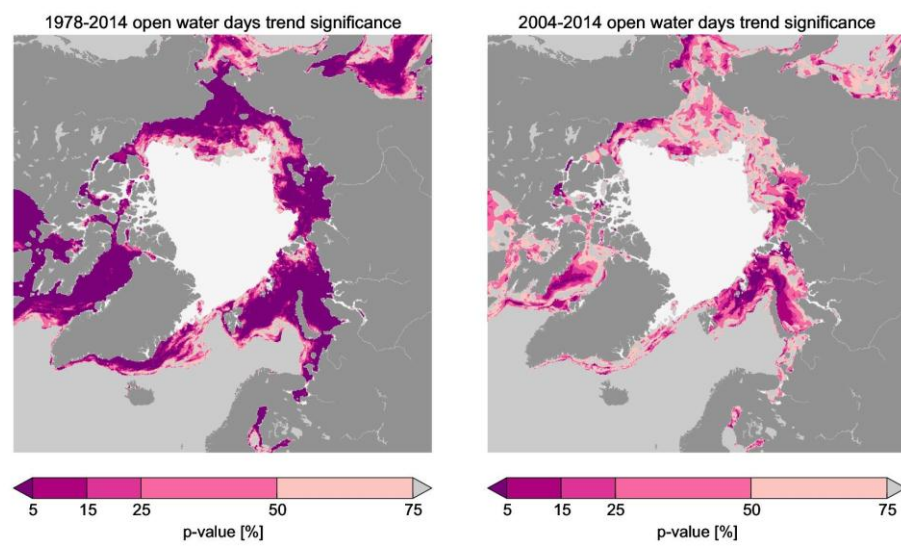 1978-2014 open water days trend significance
2004-2014 open water days trend significance
5 15 25 50 75
p-value [%]
5 15 25 50 75
p-value [%]